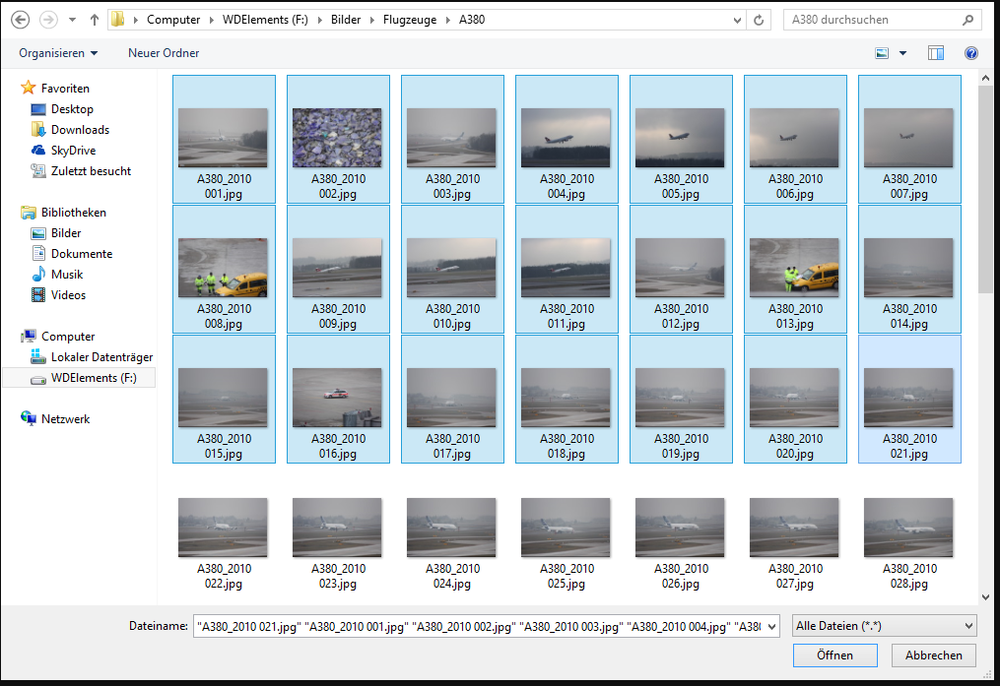 Computer WDElements (F:) Bilder Flugzeuge A380
A380 durchsuchen
Organisieren Neuer Ordner
Favoriten
Desktop
Downloads
SkyDrive
Zuletzt besucht
Bibliotheken
Bilder
Dokumente
Musik
Videos
Computer
Lokaler Datenträger
WDElements (F:)
Netzwerk
A380_2010 A380_2010 A380_2010 A380_2010 A380_2010 A380_2010 A380_2010
001.jpg 002.jpg 003.jpg 004.jpg 005.jpg 006.jpg 007.jpg
A380_2010 A380_2010 A380_2010 A380_2010 A380_2010 A380_2010 A380_2010
008.jpg 009.jpg 010.jpg 011.jpg 012.jpg 013.jpg 014.jpg
A380_2010 A380_2010 A380_2010 A380_2010 A380_2010 A380_2010 A380_2010
015.jpg 016.jpg 017.jpg 018.jpg 019.jpg 020.jpg 021.jpg
A380_2010 A380_2010 A380_2010 A380_2010 A380_2010 A380_2010 A380_2010
022.jpg 023.jpg 024.jpg 025.jpg 026.jpg 027.jpg 028.jpg
Dateiname: "A380_2010 021.jpg" "A380_2010 001.jpg" "A380_2010 002.jpg" "A380_2010 003.jpg" "A380_2010 004.jpg" "A380
Alle Dateien (*.*)
Öffnen Abbrechen